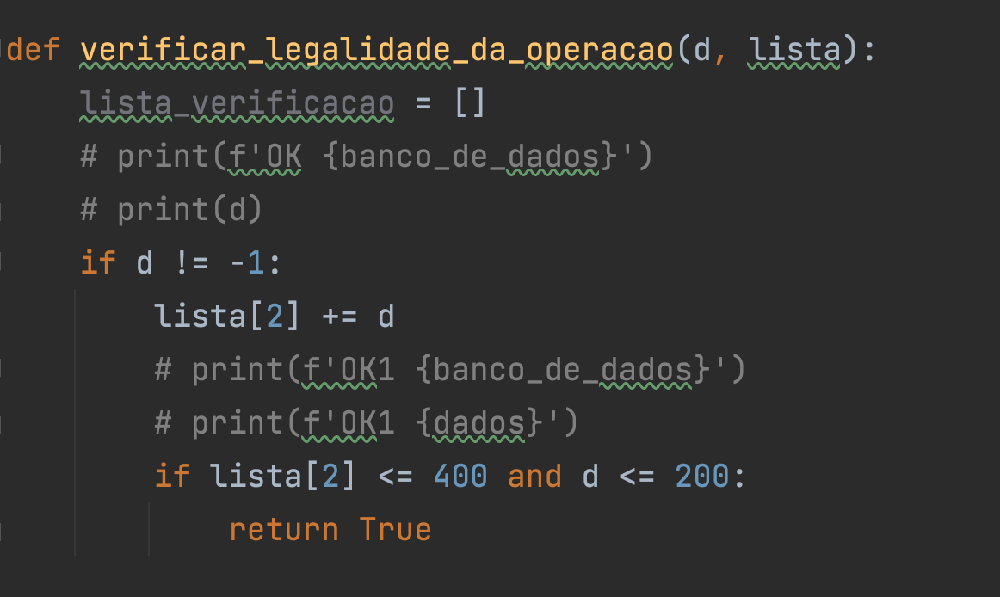 def verificar_legalidade_da_operacao(d, lista):
    lista_verificacao = []
    # print(f'OK {banco_de_dados}')
    # print(d)
    if d != -1:
        lista[2] += d
        # print(f'OK1 {banco_de_dados}')
        # print(f'OK1 {dados}')
        if lista[2] <= 400 and d <= 200:
            return True